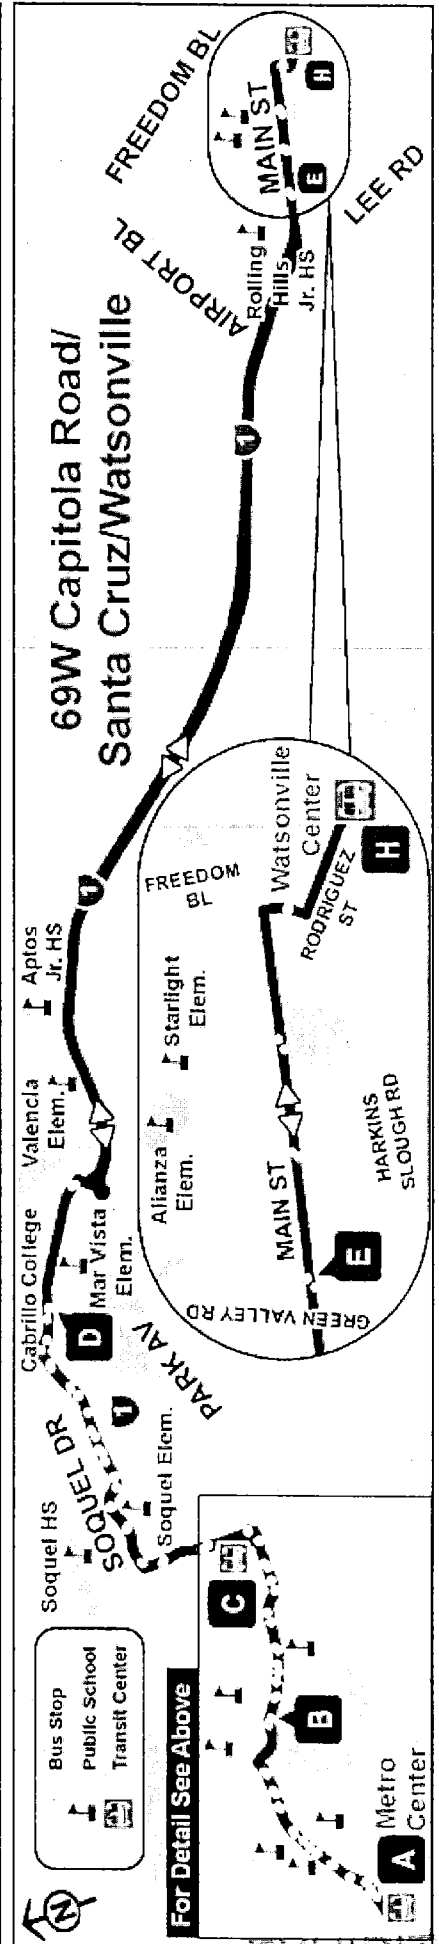 69W Capitola Road/
Santa Cruz/Watsonville
N
Bus Stop
Public School
Transit Center
For Detail See Above
A
Metro
Center
B
C
Soquel HS
SOQUEL DR
Soquel Elem.
1
PARK AV
Cabrillo College
D
Mar Vista
Elem.
Valencia
Elem.
Aptos
Jr. HS
1
1
AIRPORT BL
Rolling
Hills
Jr. HS
FREEDOM BL
MAIN ST
E
H
LEE RD
GREEN VALLEY RD
E
MAIN ST
Alianza
Elem.
Starlight
Elem.
HARKINS
SLOUGH RD
FREEDOM
BL
RODRIGUEZ
ST
Watsonville
Center
H